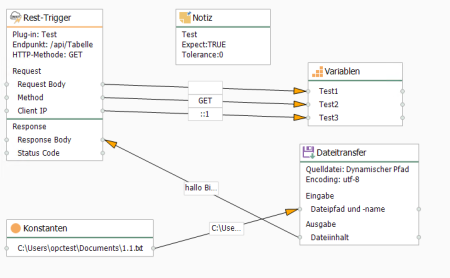 Rest-Trigger
Plug-in: Test
Endpunkt: /api/Tabelle
HTTP-Methode: GET
Request
Request Body
Method
Client IP
Response
Response Body
Status Code
Notiz
Test
Expect:TRUE
Tolerance:0
GET
::1
Variablen
Test1
Test2
Test3
Dateitransfer
Quelldatei: Dynamischer Pfad
Encoding: utf-8
Eingabe
Dateipfad und -name
Ausgabe
Dateiinhalt
hallo Bi...
C:\Use...
Konstanten
C:\Users\opctest\Documents\1.1.txt